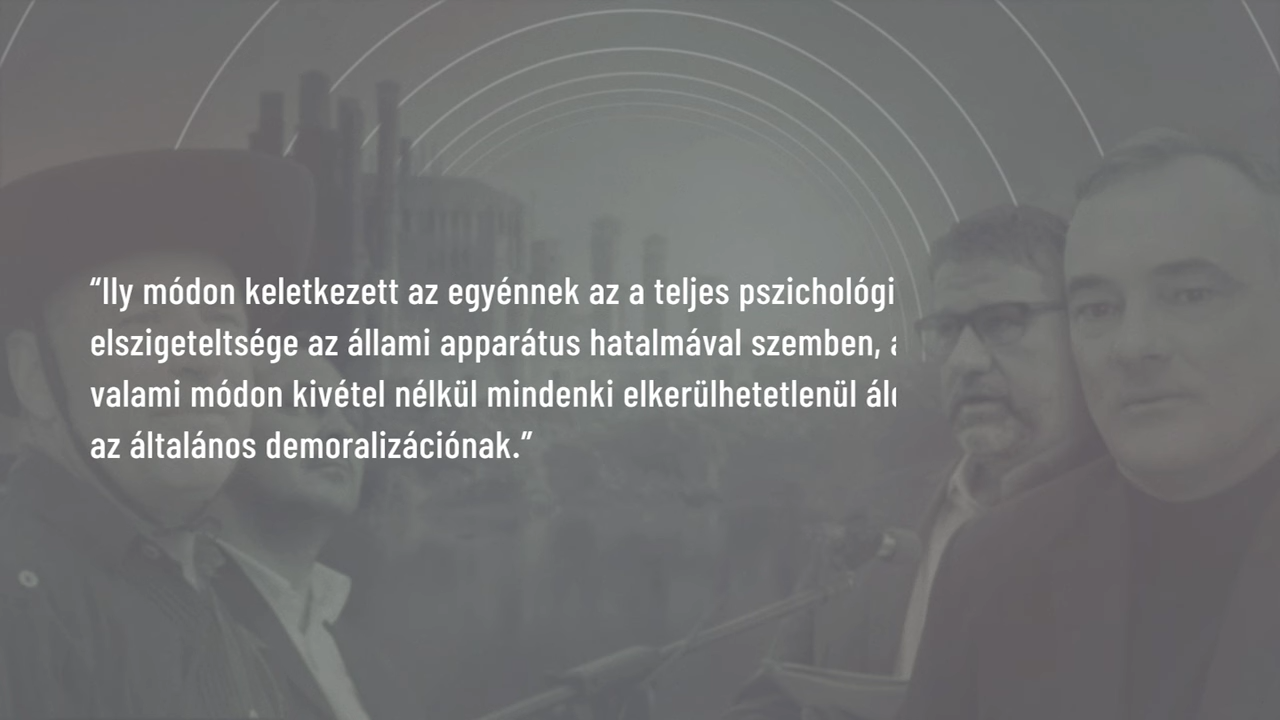 “Ily módon keletkezett az egyénnek az a teljes pszichológi
elszigeteltsége az állami apparátus hatalmával szemben,
valami módon kivétel nélkül mindenki elkerülhetetlenül
az általános demoralizációnak.”